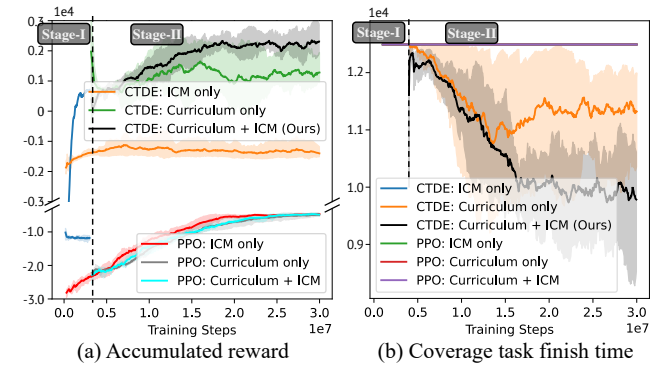 1e4
Stage-I
Stage-II
0.3
0.2
0.1
0.0
-0.1
-0.2
-0.3
-1.0
-2.0
-3.0
CTDE: ICM only
CTDE: Curriculum only
CTDE: Curriculum + ICM (Ours)
PPO: ICM only
PPO: Curriculum only
PPO: Curriculum + ICM
0.0 0.5 1.0 1.5 2.0 2.5 3.0
Training Steps
1e7
(a) Accumulated reward
1e4
Stage-I
Stage-II
1.2
1.1
1.0
0.9
CTDE: ICM only
CTDE: Curriculum only
CTDE: Curriculum + ICM (Ours)
PPO: ICM only
PPO: Curriculum only
PPO: Curriculum + ICM
0.0 0.5 1.0 1.5 2.0 2.5 3.0
Training Steps
1e7
(b) Coverage task finish time